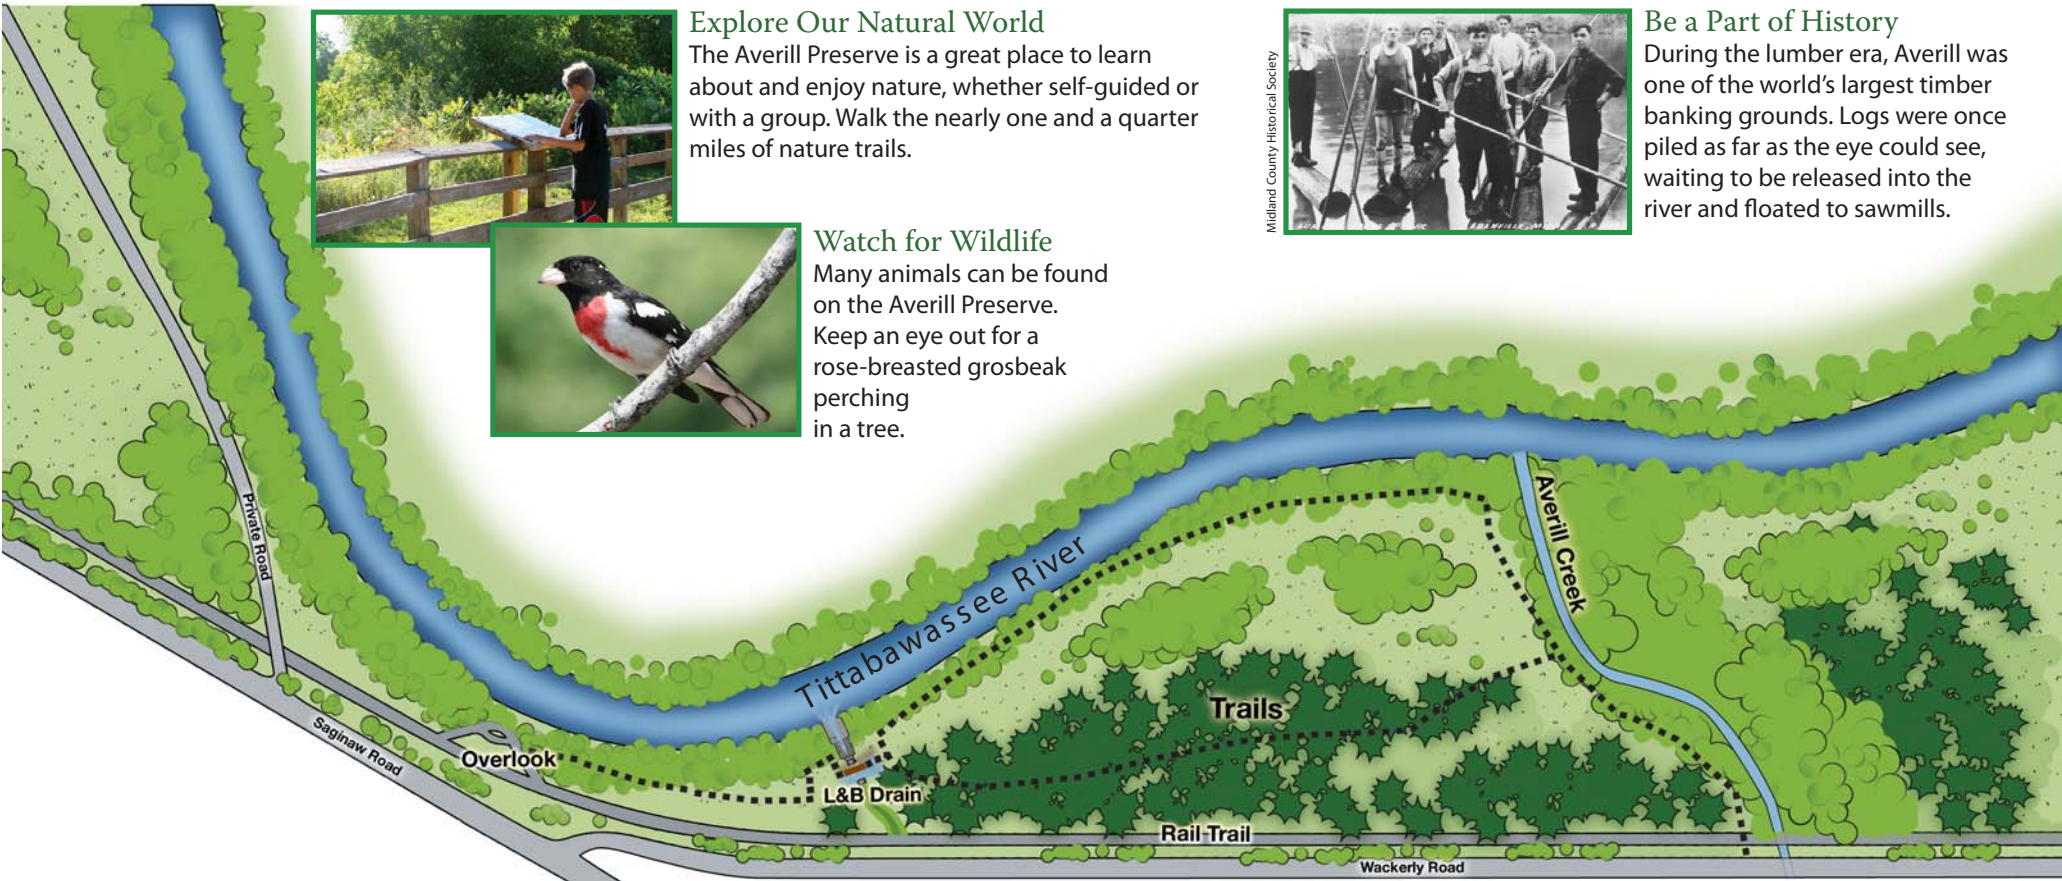 Explore Our Natural World
The Averill Preserve is a great place to learn
about and enjoy nature, whether self-guided or
with a group. Walk the nearly one and a quarter
miles of nature trails.
Watch for Wildlife
Many animals can be found
on the Averill Preserve.
Keep an eye out for a
rose-breasted grosbeak
perching
in a tree.
Midland County Historical Society
Be a Part of History
During the lumber era, Averill was
one of the world's largest timber
banking grounds. Logs were once
piled as far as the eye could see,
waiting to be released into the
river and floated to sawmills.
Private Road
Saginaw Road
Overlook
Tittabawassee River
L&B Drain
Trails
Averill Creek
Rail Trail
Wackerly Road